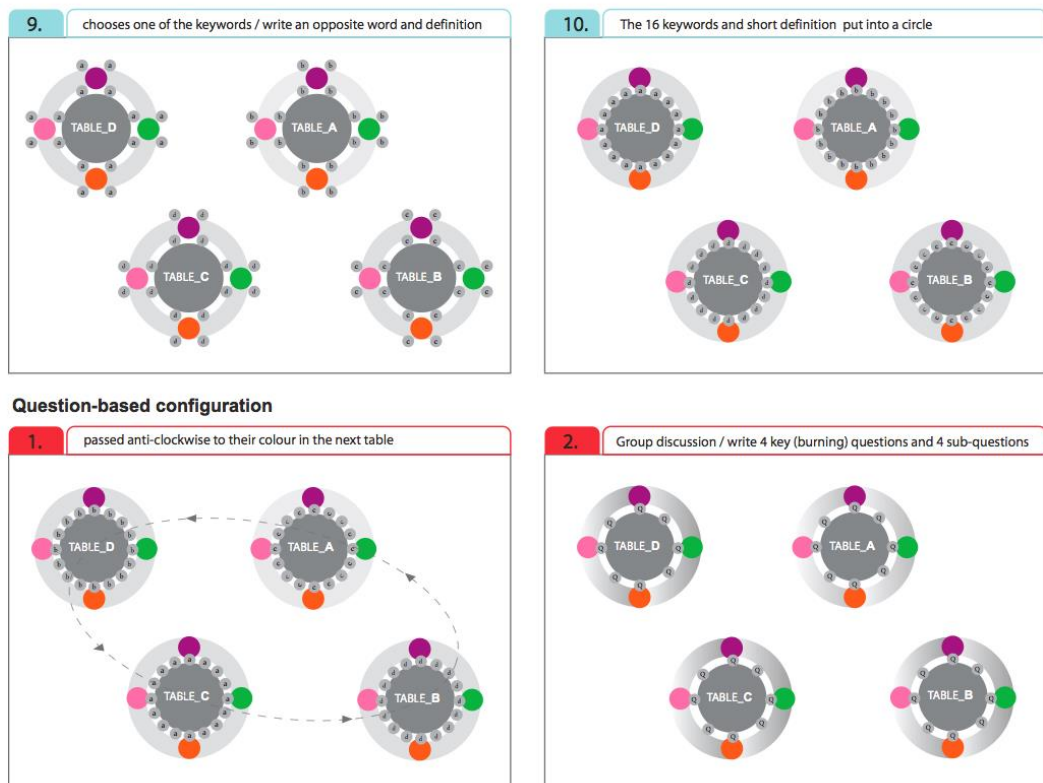 9.
chooses one of the keywords / write an opposite word and definition
TABLE_D
TABLE_A
TABLE_C
TABLE_B
10.
The 16 keywords and short definition put into a circle
TABLE_D
TABLE_A
TABLE_C
TABLE_B
Question-based configuration
1.
passed anti-clockwise to their colour in the next table
TABLE_D
TABLE_A
TABLE_C
TABLE_B
2.
Group discussion / write 4 key (burning) questions and 4 sub-questions
TABLE_D
TABLE_A
TABLE_C
TABLE_B